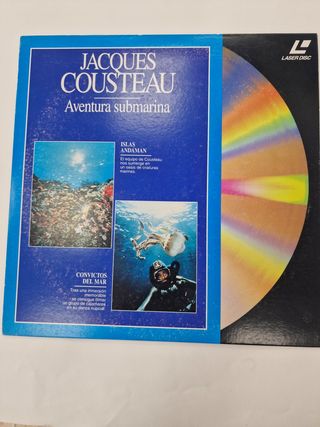 JACQUES
COUSTEAU
Aventura submarina
LASER DISC
ISLAS
ANDAMAN
El equipo de Cousteau
nos sumerge en
un oasis de criaturas
marinas.
CONVICTOS
DEL MAR
Tras una inmersión
memorable
se consigue filmar
un grupo de calamares
en su danza nupcial.